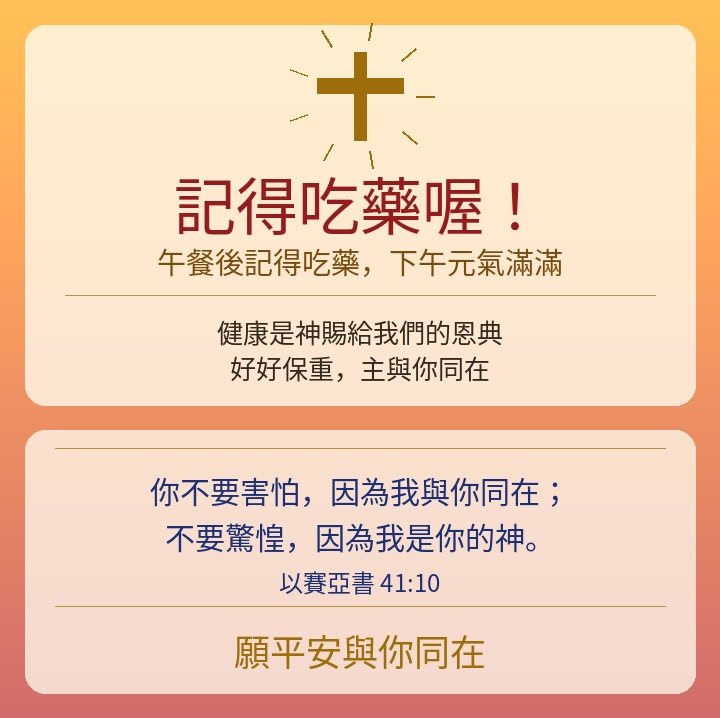 記得吃藥喔！
午餐後記得吃藥，下午元氣滿滿
健康是神賜給我們的恩典
好好保重，主與你同在
你不要害怕，因為我與你同在；
不要驚惶，因為我是你的神。
以賽亞書 41:10
願平安與你同在